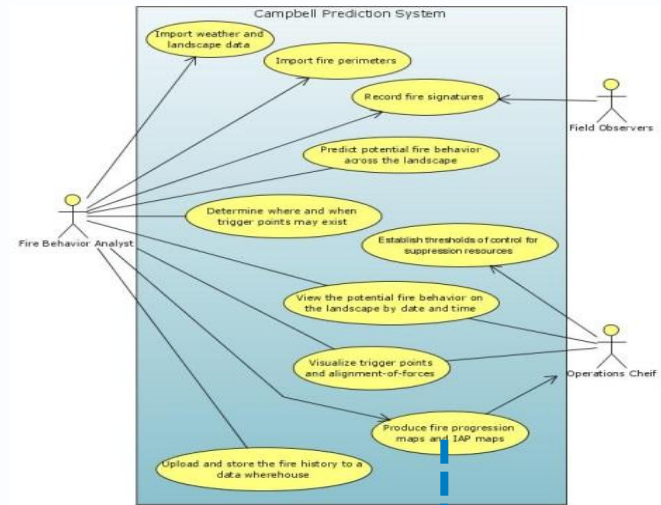 Campbell Prediction System
Import weather and
landscape data
Import fire perimeters
Record fire signatures
Field Observers
Predict potential fire behavior
across the landscape
Determine where and when
trigger points may exist
Fire Behavior Analyst
Establish thresholds of control for
suppression resources
View the potential fire behavior on
the landscape by date and time
Visualize trigger points
and alignment-of-forces
Operations Cheif
Produce fire progression
maps and IAP maps
Upload and store the fire history to a
data wherehouse